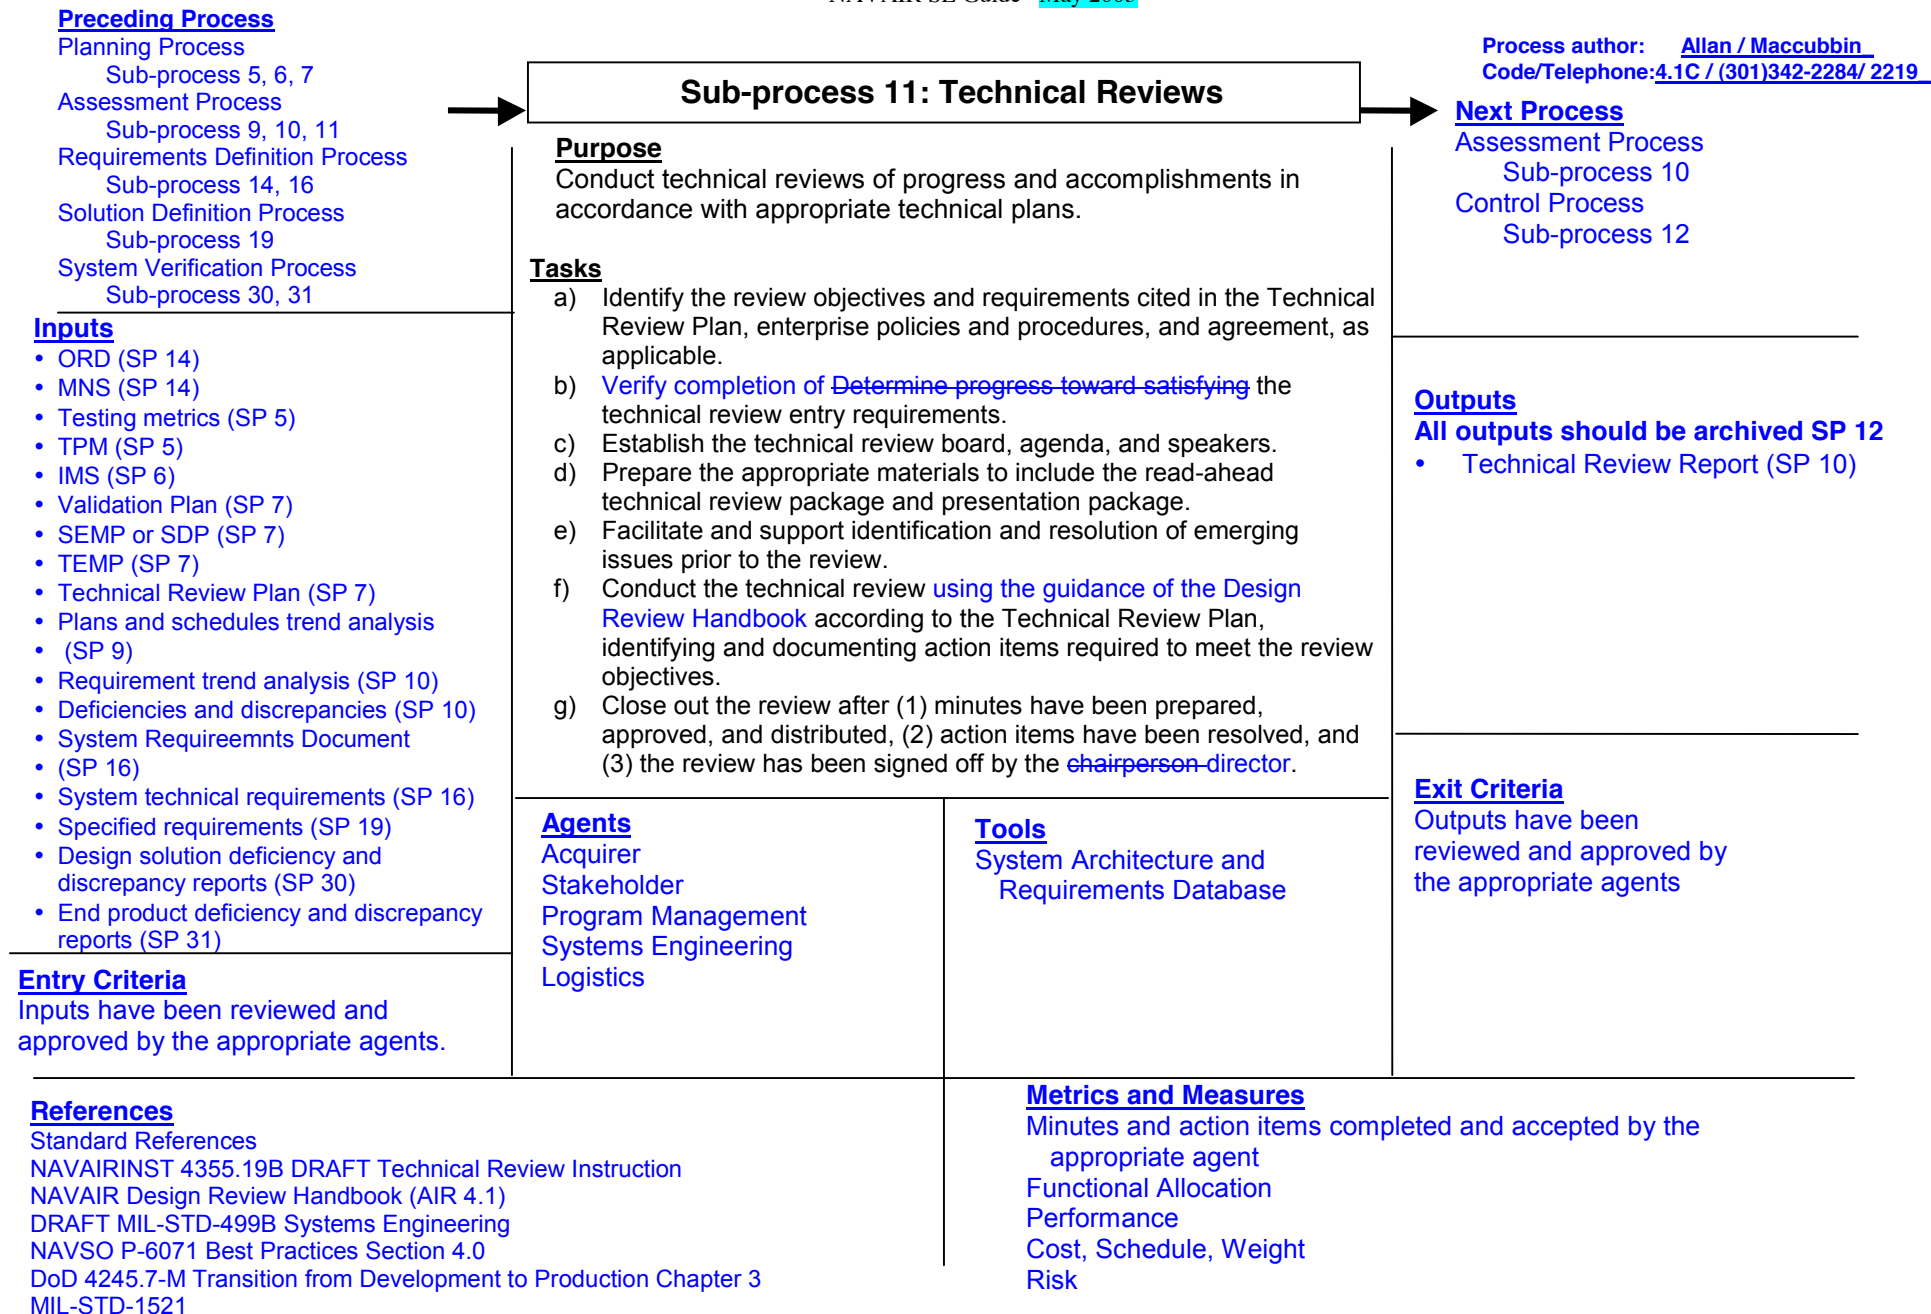 NAVAIR SE Guide May 2003
Preceding Process
Planning Process
Sub-process 5, 6, 7
Assessment Process
Sub-process 9, 10, 11
Requirements Definition Process
Sub-process 14, 16
Solution Definition Process
Sub-process 19
System Verification Process
Sub-process 30, 31
Sub-process 11: Technical Reviews
Process author: Allan / Maccubbin
Code/Telephone:4.1C / (301)342-2284/ 2219
Next Process
Assessment Process
Sub-process 10
Control Process
Sub-process 12
Purpose
Conduct technical reviews of progress and accomplishments in
accordance with appropriate technical plans.
Tasks
a) Identify the review objectives and requirements cited in the Technical
Review Plan, enterprise policies and procedures, and agreement, as
applicable.
b) Verify completion of Determine progress toward satisfying the
technical review entry requirements.
c) Establish the technical review board, agenda, and speakers.
d) Prepare the appropriate materials to include the read-ahead
technical review package and presentation package.
e) Facilitate and support identification and resolution of emerging
issues prior to the review.
f) Conduct the technical review using the guidance of the Design
Review Handbook according to the Technical Review Plan,
identifying and documenting action items required to meet the review
objectives.
g) Close out the review after (1) minutes have been prepared,
approved, and distributed, (2) action items have been resolved, and
(3) the review has been signed off by the chairperson director.
Inputs
• ORD (SP 14)
• MNS (SP 14)
• Testing metrics (SP 5)
• TPM (SP 5)
• IMS (SP 6)
• Validation Plan (SP 7)
• SEMP or SDP (SP 7)
• TEMP (SP 7)
• Technical Review Plan (SP 7)
• Plans and schedules trend analysis
• (SP 9)
• Requirement trend analysis (SP 10)
• Deficiencies and discrepancies (SP 10)
• System Requireemnts Document
• (SP 16)
• System technical requirements (SP 16)
• Specified requirements (SP 19)
• Design solution deficiency and
discrepancy reports (SP 30)
• End product deficiency and discrepancy
reports (SP 31)
Outputs
All outputs should be archived SP 12
• Technical Review Report (SP 10)
Exit Criteria
Outputs have been
reviewed and approved by
the appropriate agents
Agents
Acquirer
Stakeholder
Program Management
Systems Engineering
Logistics
Tools
System Architecture and
Requirements Database
Entry Criteria
Inputs have been reviewed and
approved by the appropriate agents.
References
Standard References
NAVAIRINST 4355.19B DRAFT Technical Review Instruction
NAVAIR Design Review Handbook (AIR 4.1)
DRAFT MIL-STD-499B Systems Engineering
NAVSO P-6071 Best Practices Section 4.0
DoD 4245.7-M Transition from Development to Production Chapter 3
MIL-STD-1521
Metrics and Measures
Minutes and action items completed and accepted by the
appropriate agent
Functional Allocation
Performance
Cost, Schedule, Weight
Risk